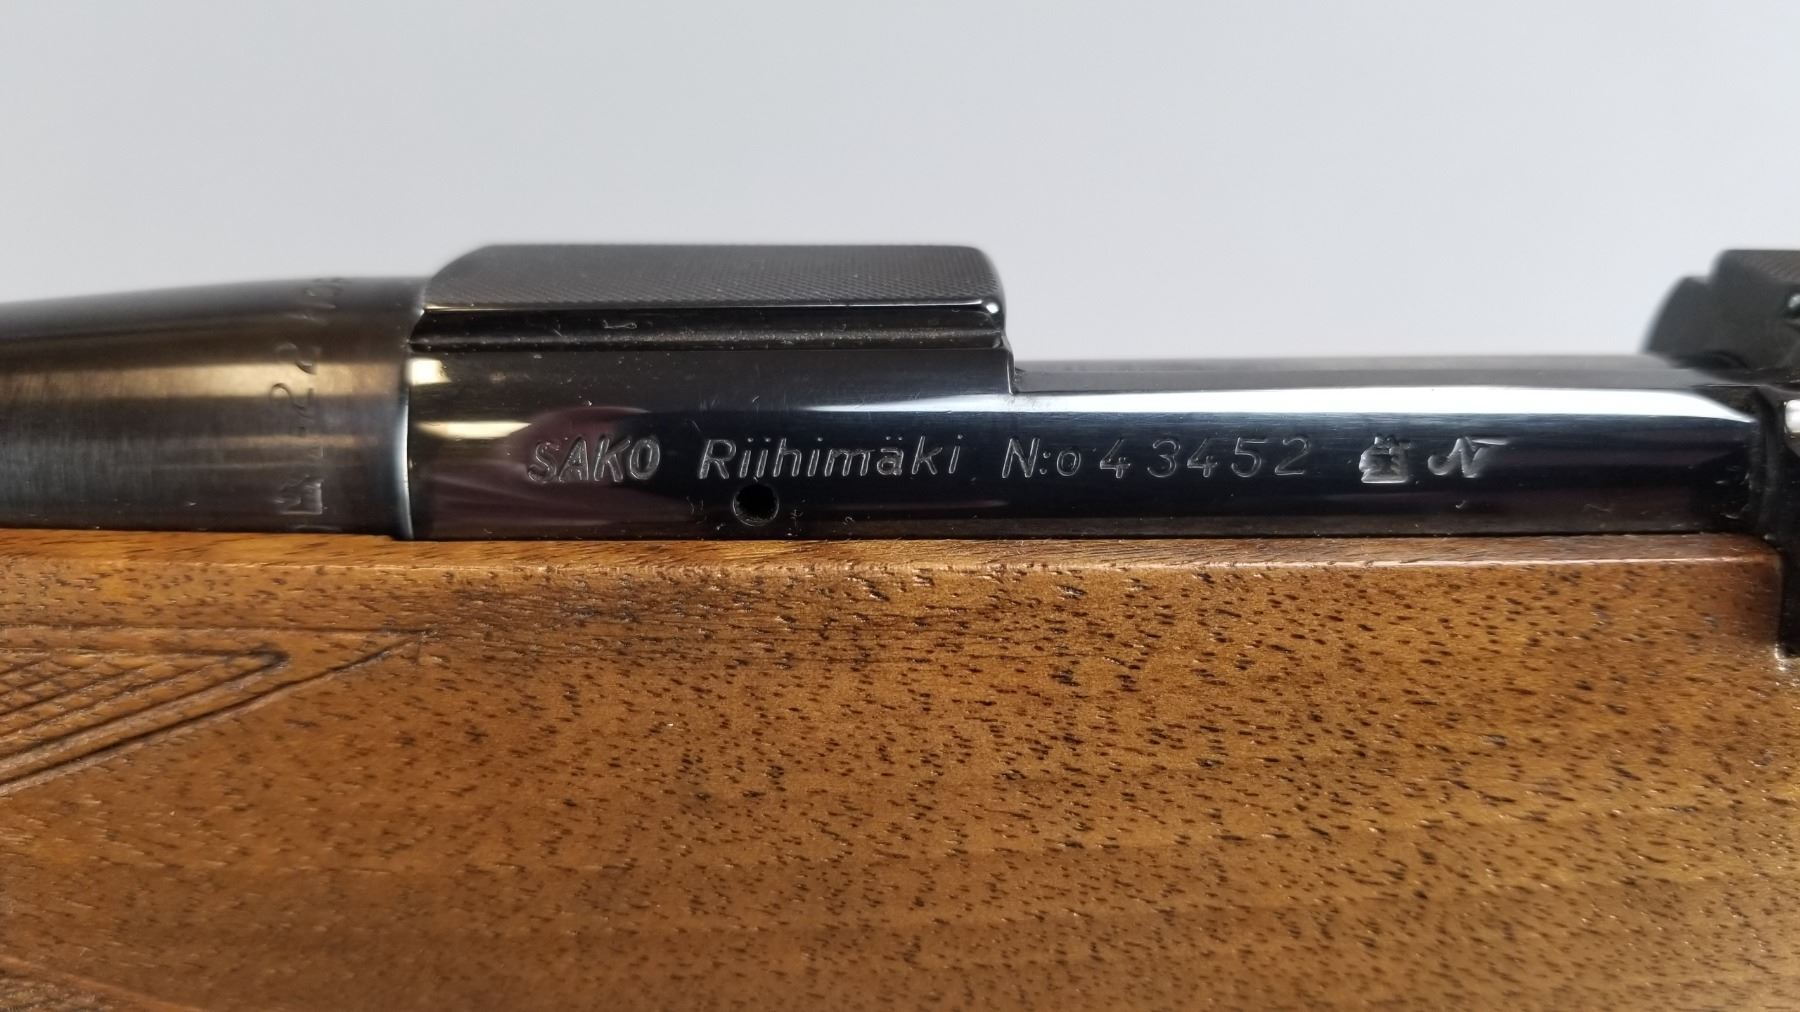 SAKO Riihimäki N:o 43452 N